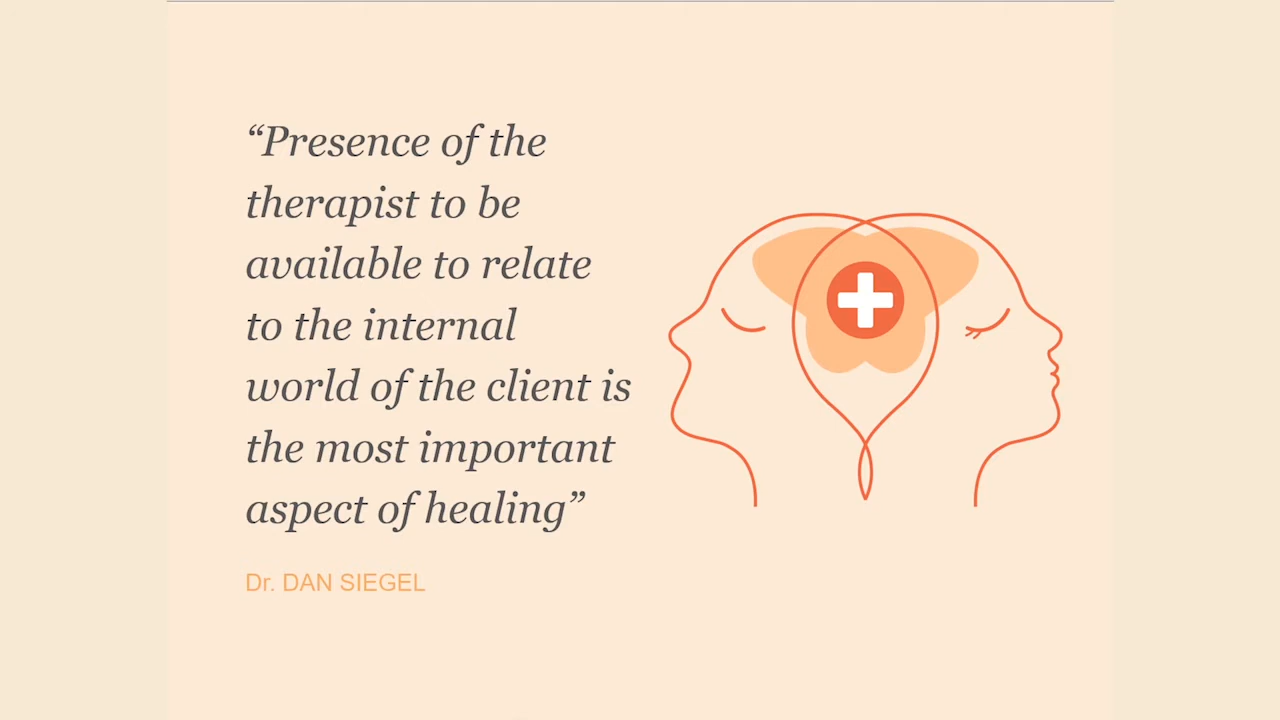 “Presence of the
therapist to be
available to relate
to the internal
world of the client is
the most important
aspect of healing”
Dr. DAN SIEGEL